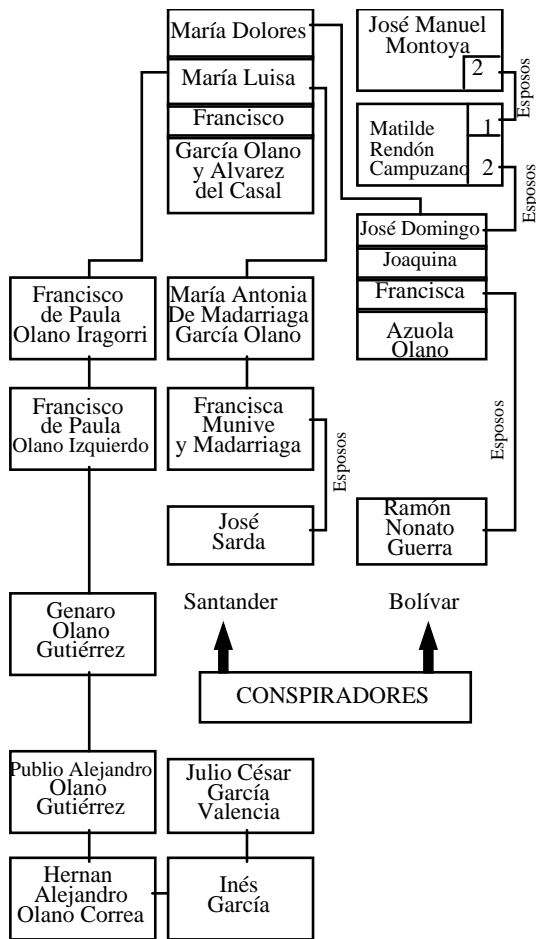 María Dolores
María Luisa
Francisco
García Olano
y Alvarez
del Casal
José Manuel
Montoya
2
Esposos
Matilde
Rendón
Campuzano
1
2
Esposos
José Domingo
Joaquina
Francisca
Azuola
Olano
Francisco
de Paula
Olano Iragorri
María Antonia
De Madarriaga
García Olano
Francisco
de Paula
Olano Izquierdo
Francisca
Munive
y Madarriaga
Esposos
Esposos
José
Sarda
Ramón
Nonato
Guerra
Genaro
Olano
Gutiérrez
Santander
Bolívar
CONSPIRADORES
Publio Alejandro
Olano
Gutiérrez
Julio César
García
Valencia
Hernan
Alejandro
Olano Correa
Inés
García